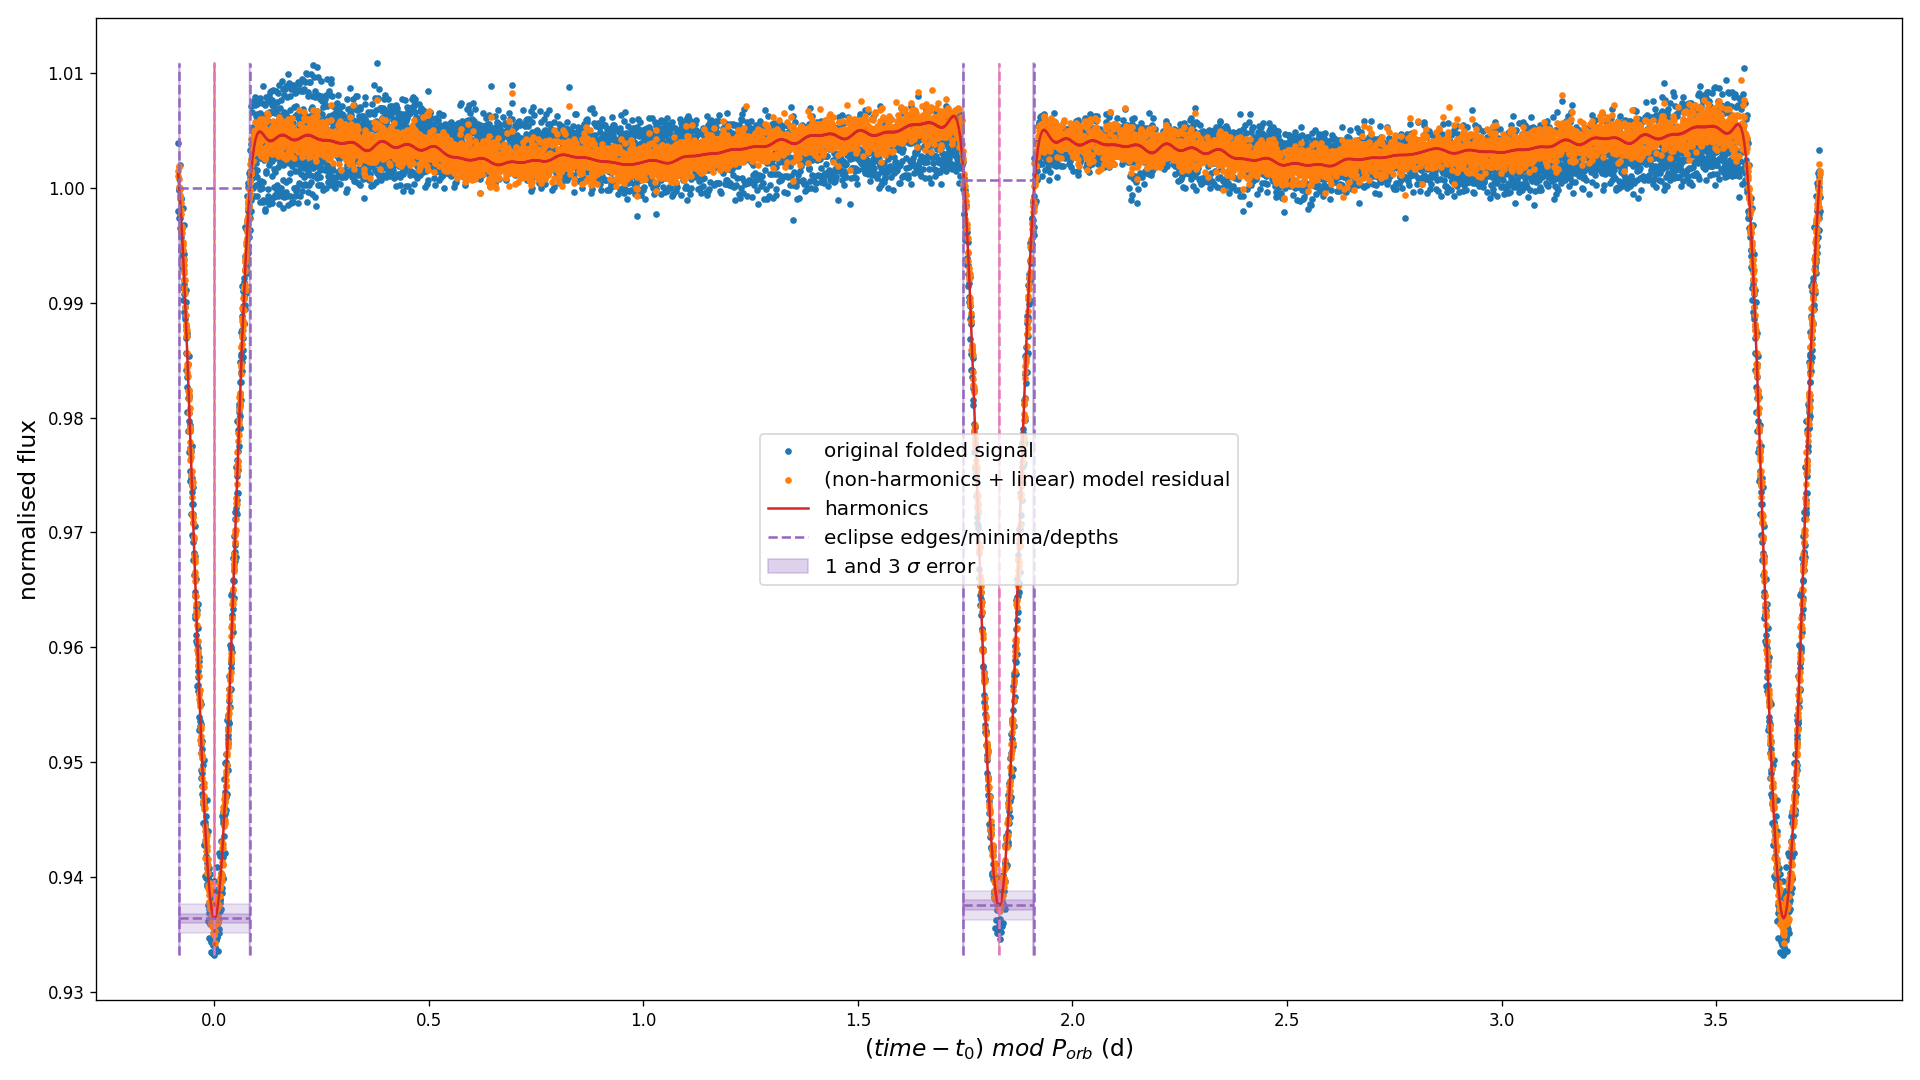 normalised flux
1.01
1.00
0.99
0.98
0.97
0.96
0.95
0.94
0.93
original folded signal
(non-harmonics + linear) model residual
harmonics
eclipse edges/minima/depths
1 and 3 σ error
0.0 0.5 1.0 1.5 2.0 2.5 3.0 3.5
(time − t₀) mod Pₒᵣb (d)